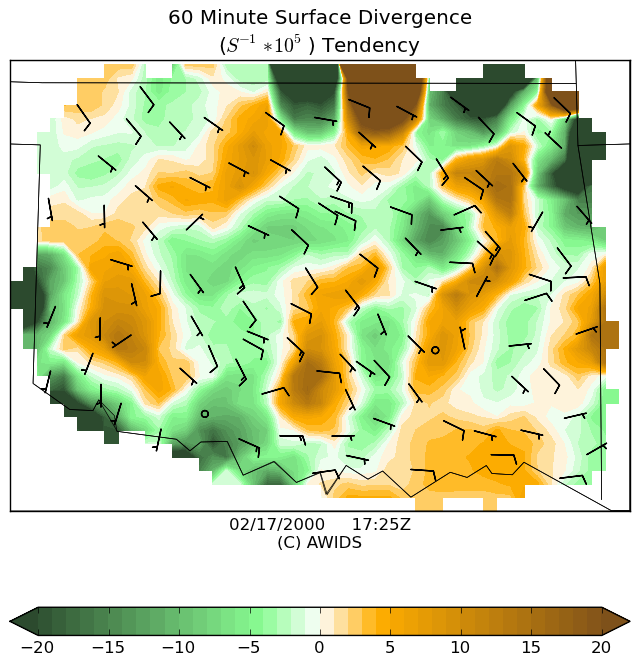 60 Minute Surface Divergence
(S⁻¹ *10⁵ ) Tendency
02/17/2000 17:25Z
(C) AWIDS
−20 −15 −10 −5 0 5 10 15 20